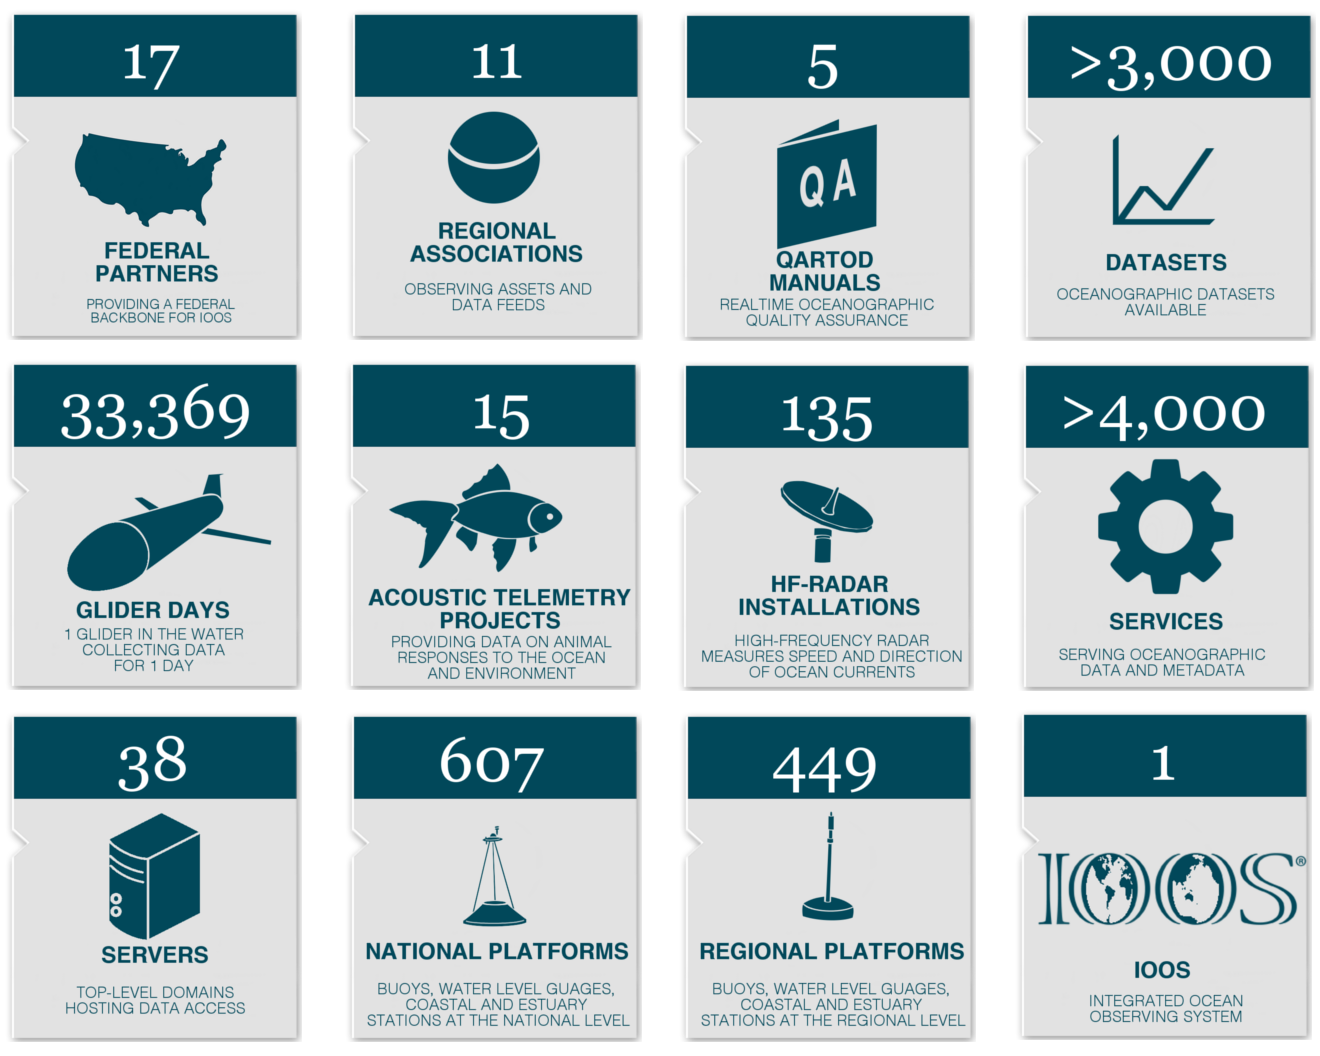 17
FEDERAL
PARTNERS
PROVIDING A FEDERAL
BACKBONE FOR IOOS
11
REGIONAL
ASSOCIATIONS
OBSERVING ASSETS AND
DATA FEEDS
5
QA
QARTOD
MANUALS
REALTIME OCEANOGRAPHIC
QUALITY ASSURANCE
>3,000
DATASETS
OCEANOGRAPHIC DATASETS
AVAILABLE
33,369
GLIDER DAYS
1 GLIDER IN THE WATER
COLLECTING DATA
FOR 1 DAY
15
ACOUSTIC TELEMETRY
PROJECTS
PROVIDING DATA ON ANIMAL
RESPONSES TO THE OCEAN
AND ENVIRONMENT
135
HF-RADAR
INSTALLATIONS
HIGH-FREQUENCY RADAR
MEASURES SPEED AND DIRECTION
OF OCEAN CURRENTS
>4,000
SERVICES
SERVING OCEANOGRAPHIC
DATA AND METADATA
38
SERVERS
TOP-LEVEL DOMAINS
HOSTING DATA ACCESS
607
NATIONAL PLATFORMS
BUOYS, WATER LEVEL GUAGES,
COASTAL AND ESTUARY
STATIONS AT THE NATIONAL LEVEL
449
REGIONAL PLATFORMS
BUOYS, WATER LEVEL GUAGES,
COASTAL AND ESTUARY
STATIONS AT THE REGIONAL LEVEL
1
IOOS®
IOOS
INTEGRATED OCEAN
OBSERVING SYSTEM